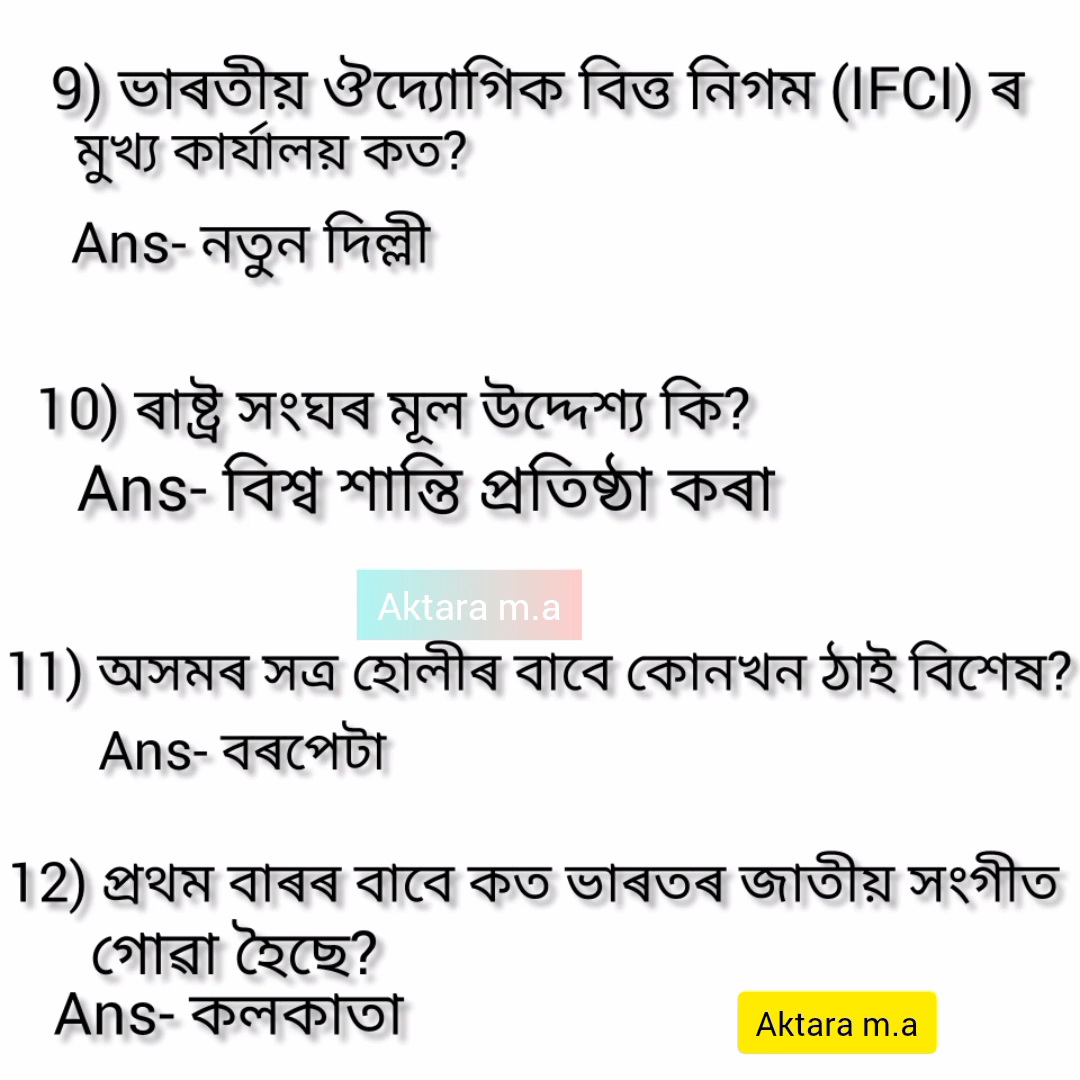 9) ভাৰতীয় ঔদ্যোগিক বিত্ত নিগম (IFCI) ৰ
মুখ্য কাৰ্যালয় কত?
Ans- নতুন দিল্লী
10) ৰাষ্ট্ৰ সংঘৰ মূল উদ্দেশ্য কি?
Ans- বিশ্ব শান্তি প্ৰতিষ্ঠা কৰা
Aktara m.a
11) অসমৰ সত্ৰ হোলীৰ বাবে কোনখন ঠাই বিশেষ?
Ans- বৰপেটা
12) প্ৰথম বাৰৰ বাবে কত ভাৰতৰ জাতীয় সংগীত
গোৱা হৈছে?
Ans- কলকাতা
Aktara m.a